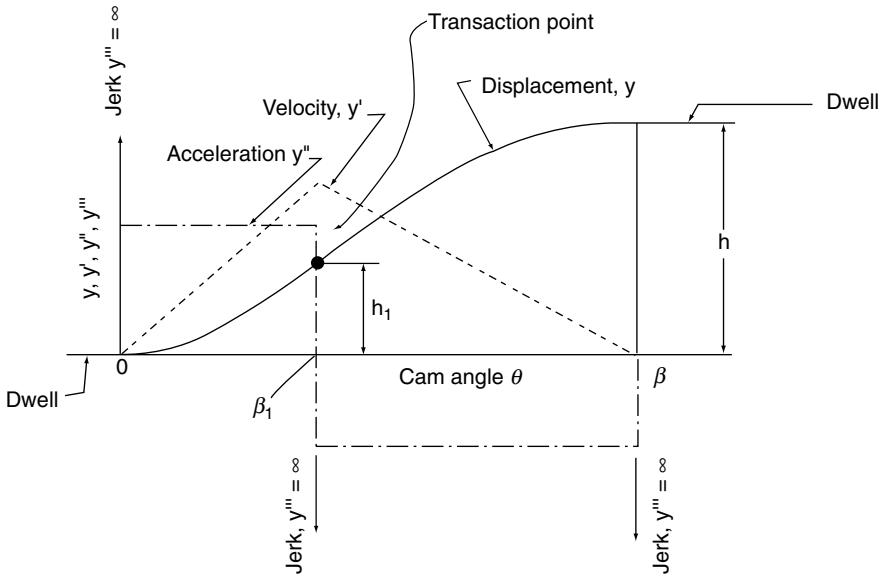 Jerk y''' = ∞
Transaction point
Displacement, y
Velocity, y'
Dwell
Acceleration y"
y, y', y", y'''
h
h₁
0
Cam angle θ
β
Dwell
β₁
Jerk, y''' = ∞
Jerk, y''' = ∞